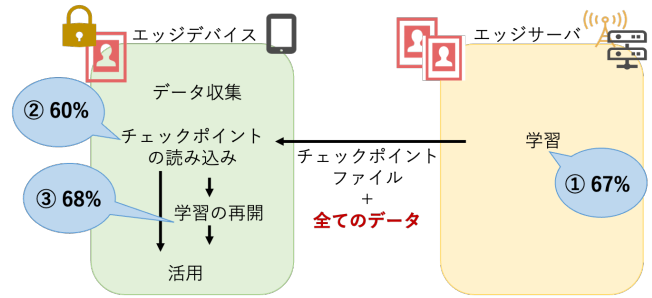 エッジデバイス
データ収集
② 60%
チェックポイント
の読み込み
③ 68%
学習の再開
活用
チェックポイント
ファイル
+
全てのデータ
エッジサーバ
学習
① 67%